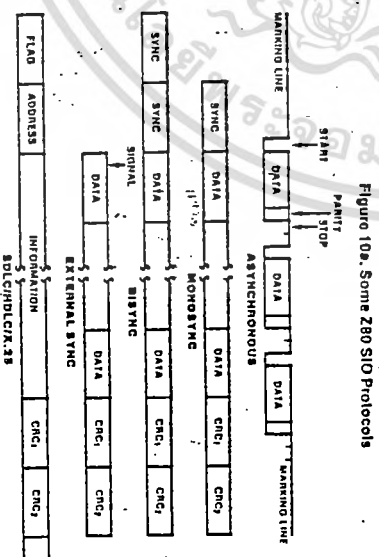 Figure 10a. Some Z80 SIO Protocols
PARITY
START STOP
MARKING LINE DATA DATA DATA MARKING LINE
ASYNCHRONOUS
SYNC DATA DATA CRC₁ CRC₂
MONOSYNC
SYNC SYNC DATA DATA CRC₁ CRC₂
BISYNC
SIGNAL
DATA DATA CRC₁ CRC₂
EXTERNAL SYNC
FLAG ADDRESS INFORMATION CRC₁ CRC₂
SDLC/HDLC/X.25